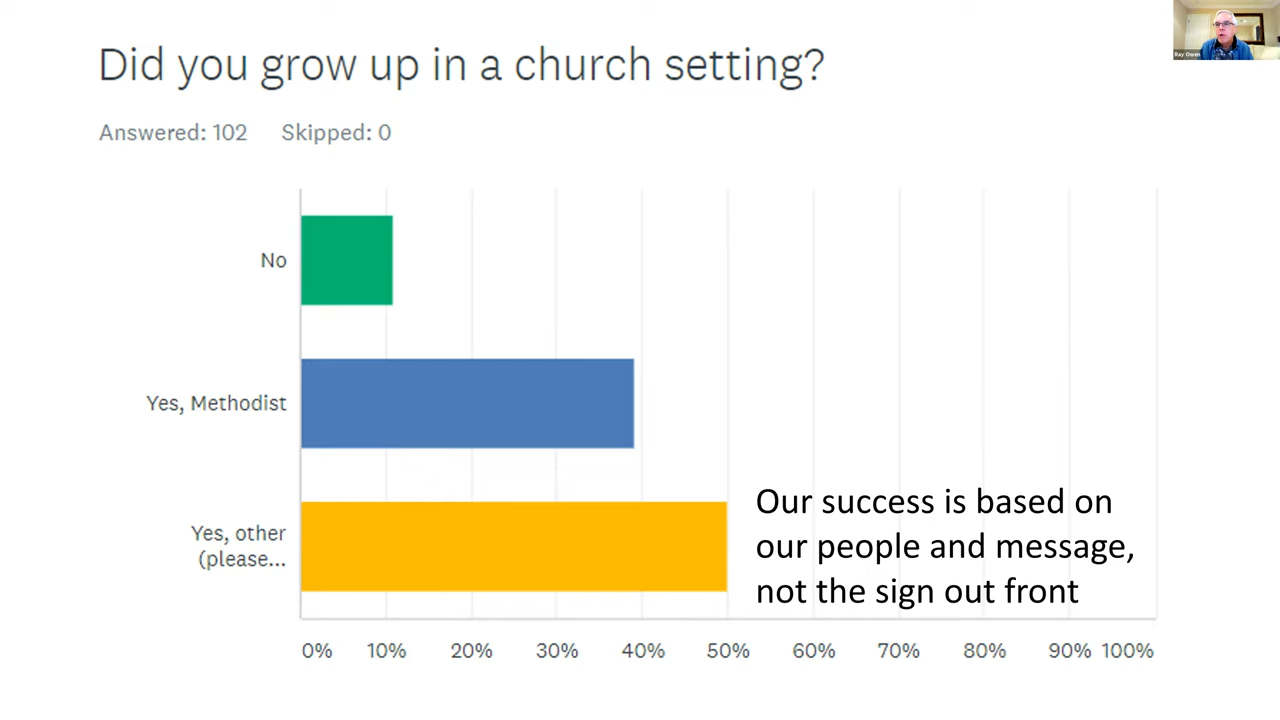 Did you grow up in a church setting?
Answered: 102 Skipped: 0
No
Yes, Methodist
Yes, other
(please...
Our success is based on
our people and message,
not the sign out front
0% 10% 20% 30% 40% 50% 60% 70% 80% 90% 100%
Ray Owen